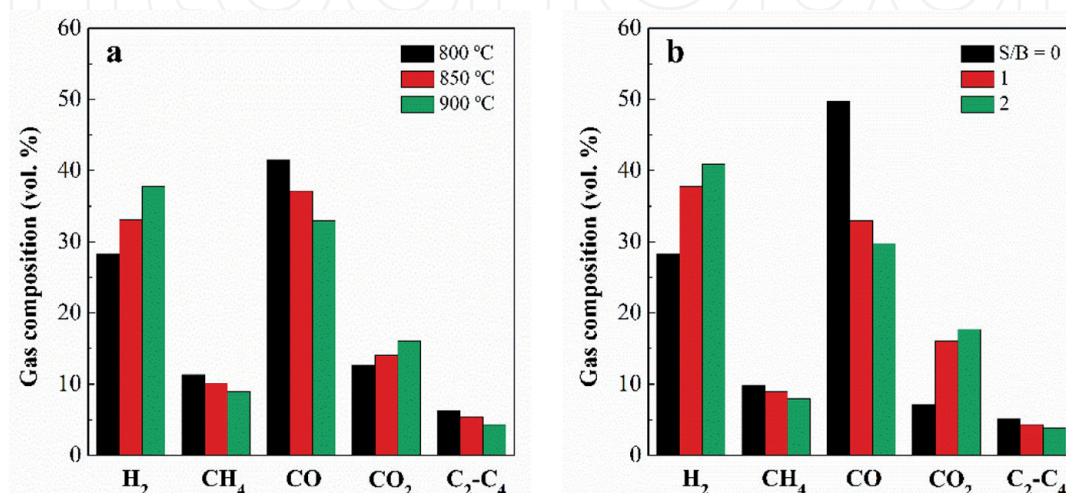 a
800 °C
850 °C
900 °C
Gas composition (vol. %)
60
50
40
30
20
10
0
H₂ CH₄ CO CO₂ C₂-C₄
b
S/B = 0
1
2
Gas composition (vol. %)
60
50
40
30
20
10
0
H₂ CH₄ CO CO₂ C₂-C₄